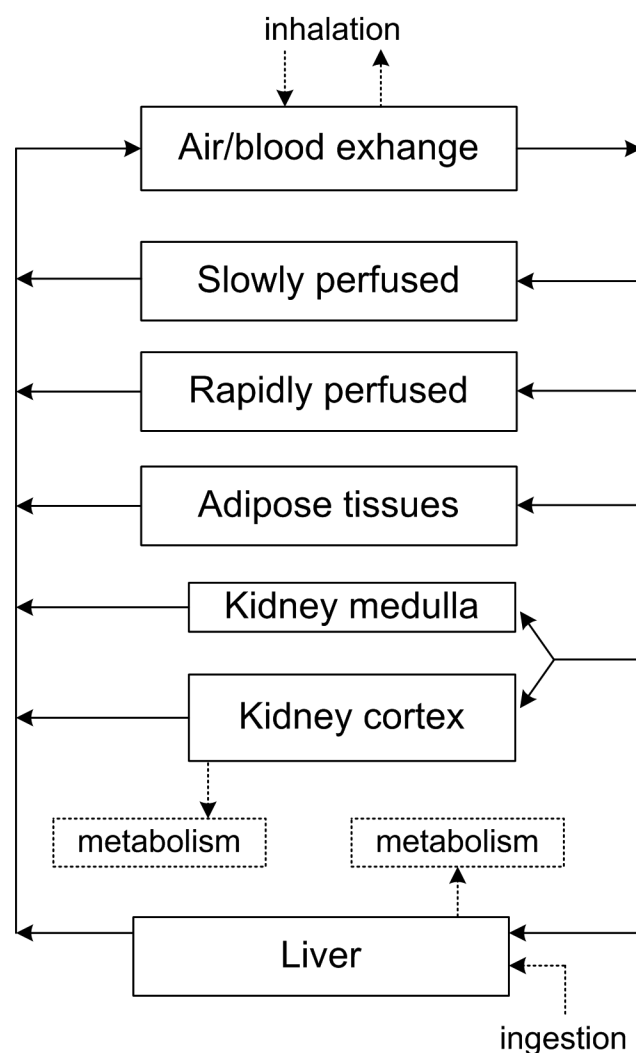 inhalation
Air/blood exhange
Slowly perfused
Rapidly perfused
Adipose tissues
Kidney medulla
Kidney cortex
metabolism
metabolism
Liver
ingestion